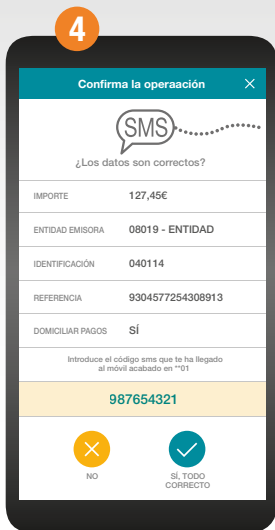 4
Confirma la operaación
SMS
¿Los datos son correctos?
IMPORTE 127,45€
ENTIDAD EMISORA 08019 - ENTIDAD
IDENTIFICACIÓN 040114
REFERENCIA 9304577254308913
DOMICILIAR PAGOS SÍ
Introduce el código sms que te ha llegado
al móvil acabado en **01
987654321
NO
SÍ, TODO
CORRECTO